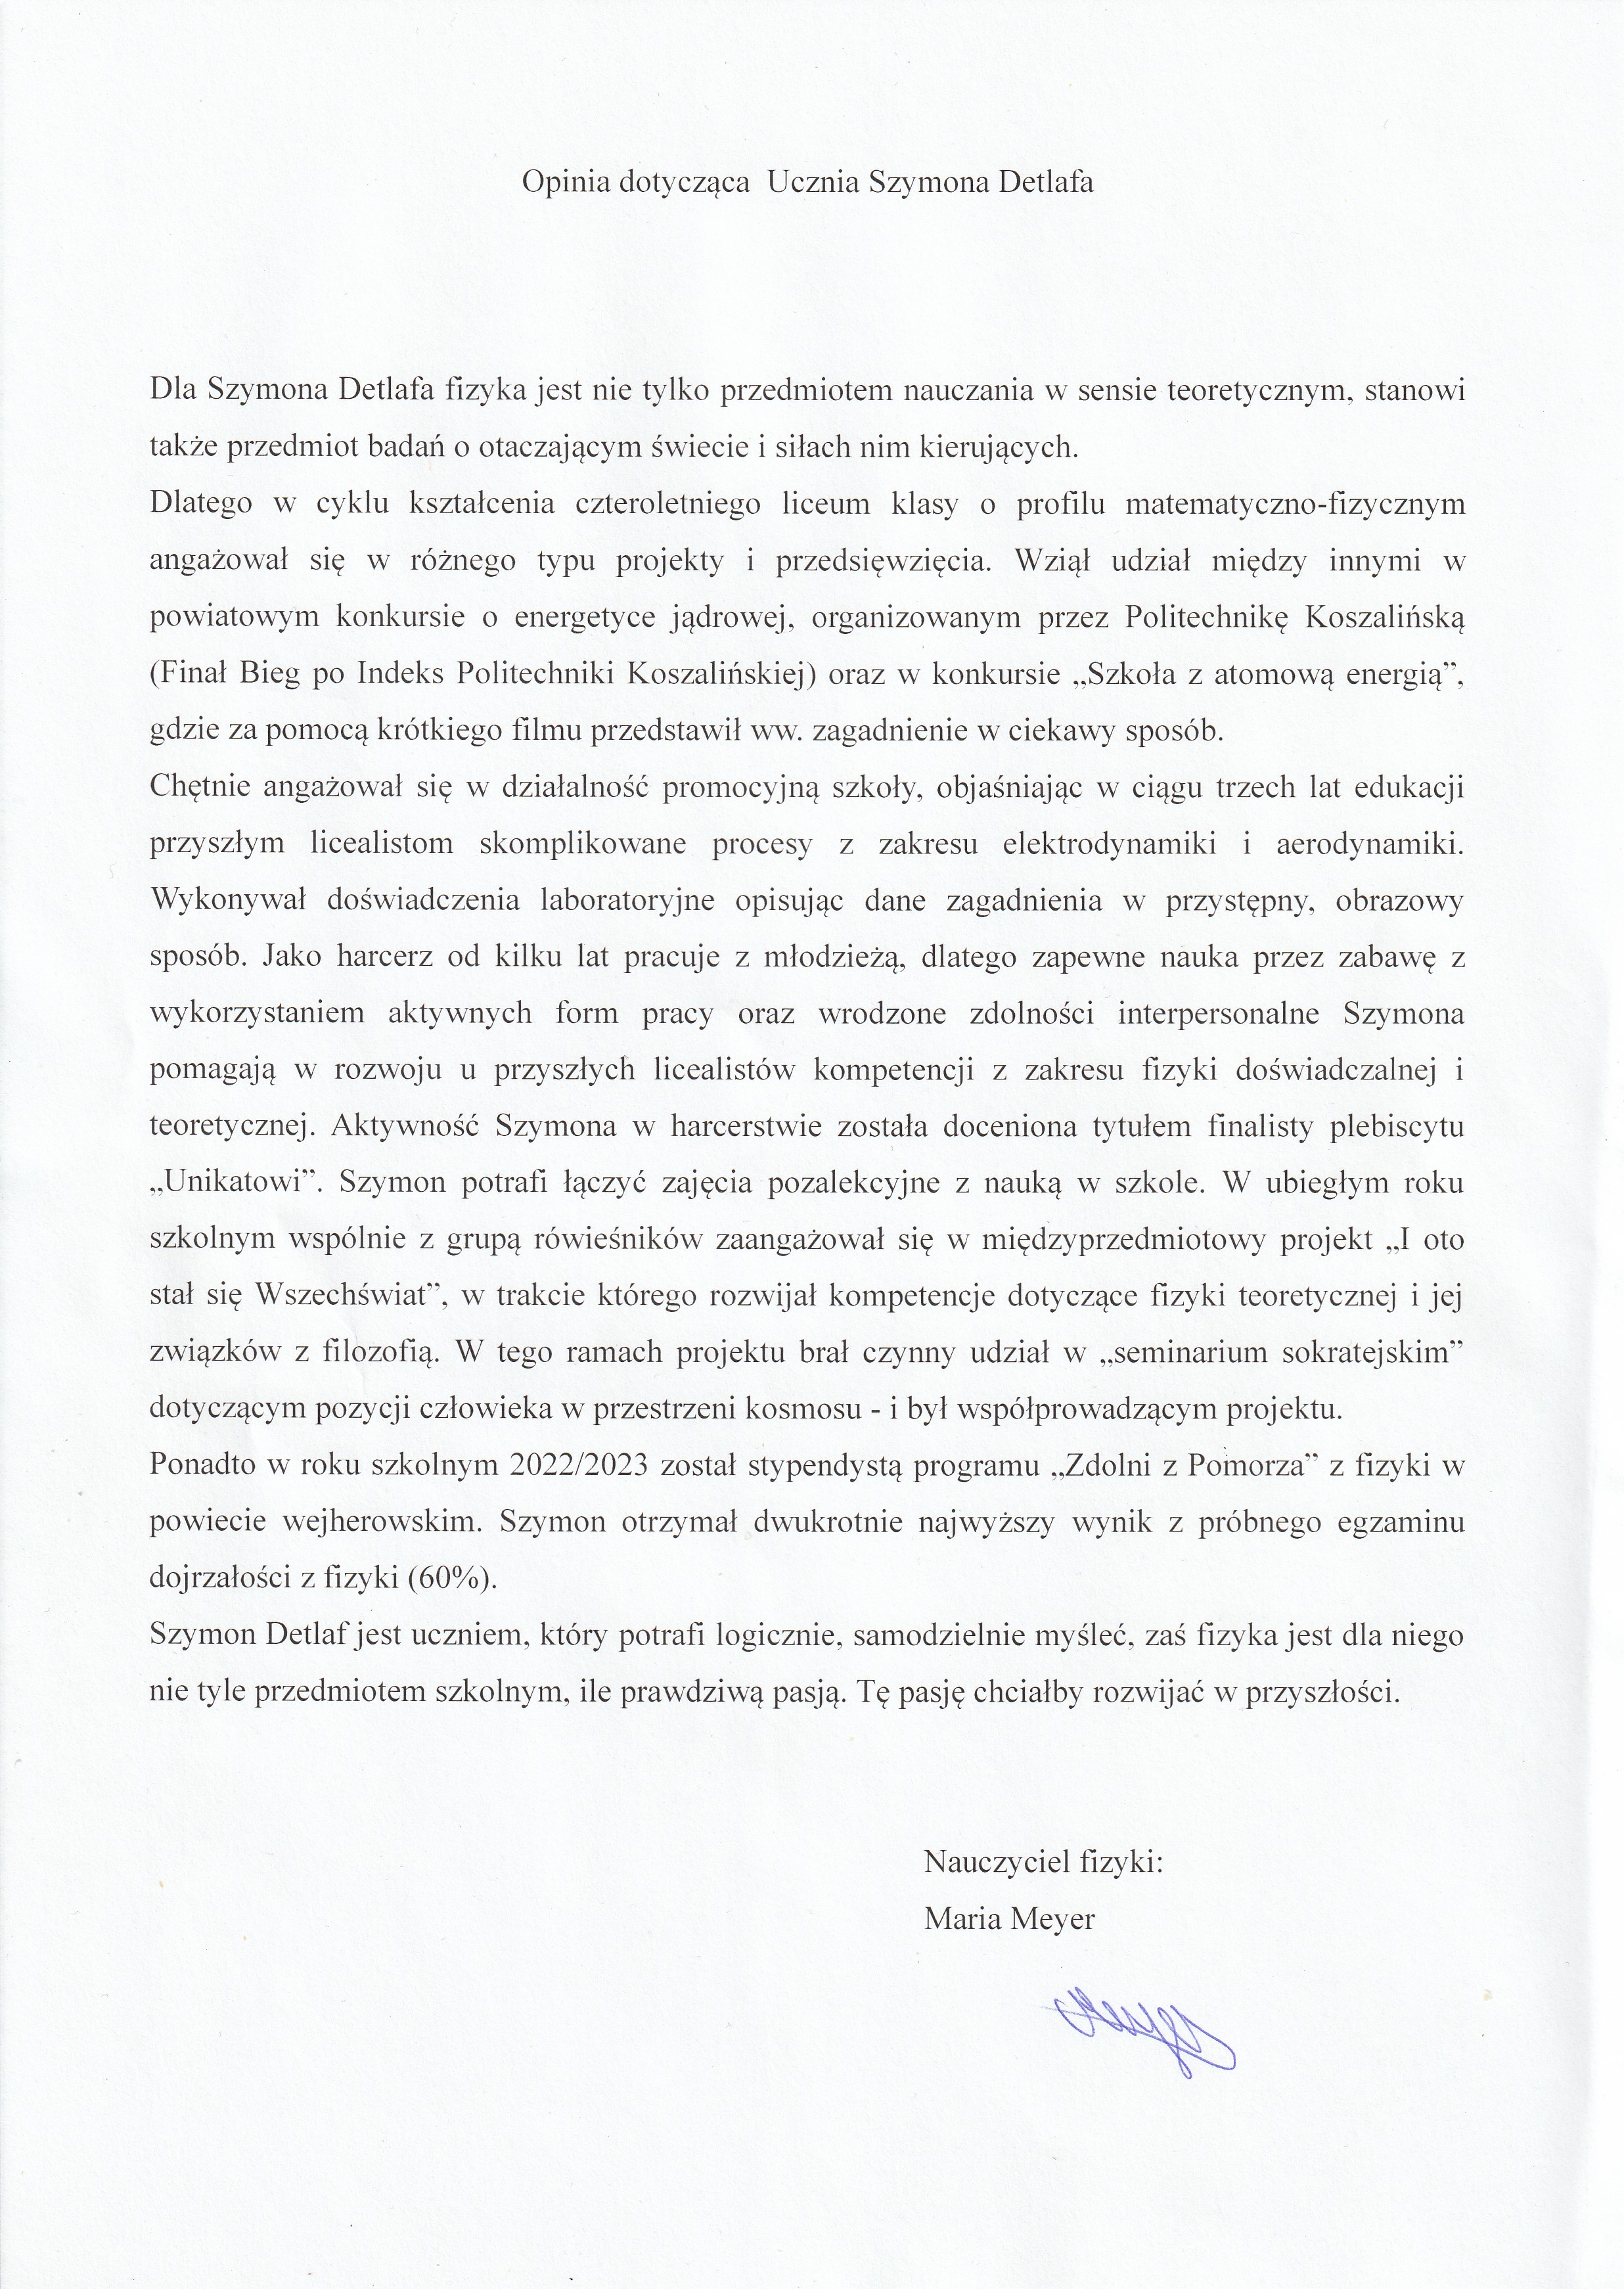 Opinia dotycząca Ucznia Szymona Detlafa
Dla Szymona Detlafa fizyka jest nie tylko przedmiotem nauczania w sensie teoretycznym, stanowi
także przedmiot badań o otaczającym świecie i siłach nim kierujących.
Dlatego w cyklu kształcenia czteroletniego liceum klasy o profilu matematyczno-fizycznym
angażował się w różnego typu projekty i przedsięwzięcia. Wziął udział między innymi w
powiatowym konkursie o energetyce jądrowej, organizowanym przez Politechnikę Koszalińską
(Finał Bieg po Indeks Politechniki Koszalińskiej) oraz w konkursie „Szkoła z atomową energią”,
gdzie za pomocą krótkiego filmu przedstawił ww. zagadnienie w ciekawy sposób.
Chętnie angażował się w działalność promocyjną szkoły, objaśniając w ciągu trzech lat edukacji
przyszłym licealistom skomplikowane procesy z zakresu elektrodynamiki i aerodynamiki.
Wykonywał doświadczenia laboratoryjne opisując dane zagadnienia w przystępny, obrazowy
sposób. Jako harcerz od kilku lat pracuje z młodzieżą, dlatego zapewne nauka przez zabawę z
wykorzystaniem aktywnych form pracy oraz wrodzone zdolności interpersonalne Szymona
pomagają w rozwoju u przyszłych licealistów kompetencji z zakresu fizyki doświadczalnej i
teoretycznej. Aktywność Szymona w harcerstwie została doceniona tytułem finalisty plebiscytu
„Unikatowi”. Szymon potrafi łączyć zajęcia pozalekcyjne z nauką w szkole. W ubiegłym roku
szkolnym wspólnie z grupą rówieśników zaangażował się w międzyprzedmiotowy projekt „I oto
stał się Wszechświat”, w trakcie którego rozwijał kompetencje dotyczące fizyki teoretycznej i jej
związków z filozofią. W tego ramach projektu brał czynny udział w „seminarium sokratejskim”
dotyczącym pozycji człowieka w przestrzeni kosmosu - i był współprowadzącym projektu.
Ponadto w roku szkolnym 2022/2023 został stypendystą programu „Zdolni z Pomorza” z fizyki w
powiecie wejherowskim. Szymon otrzymał dwukrotnie najwyższy wynik z próbnego egzaminu
dojrzałości z fizyki (60%).
Szymon Detlaf jest uczniem, który potrafi logicznie, samodzielnie myśleć, zaś fizyka jest dla niego
nie tyle przedmiotem szkolnym, ile prawdziwą pasją. Tę pasję chciałby rozwijać w przyszłości.
Nauczyciel fizyki:
Maria Meyer
Meyer